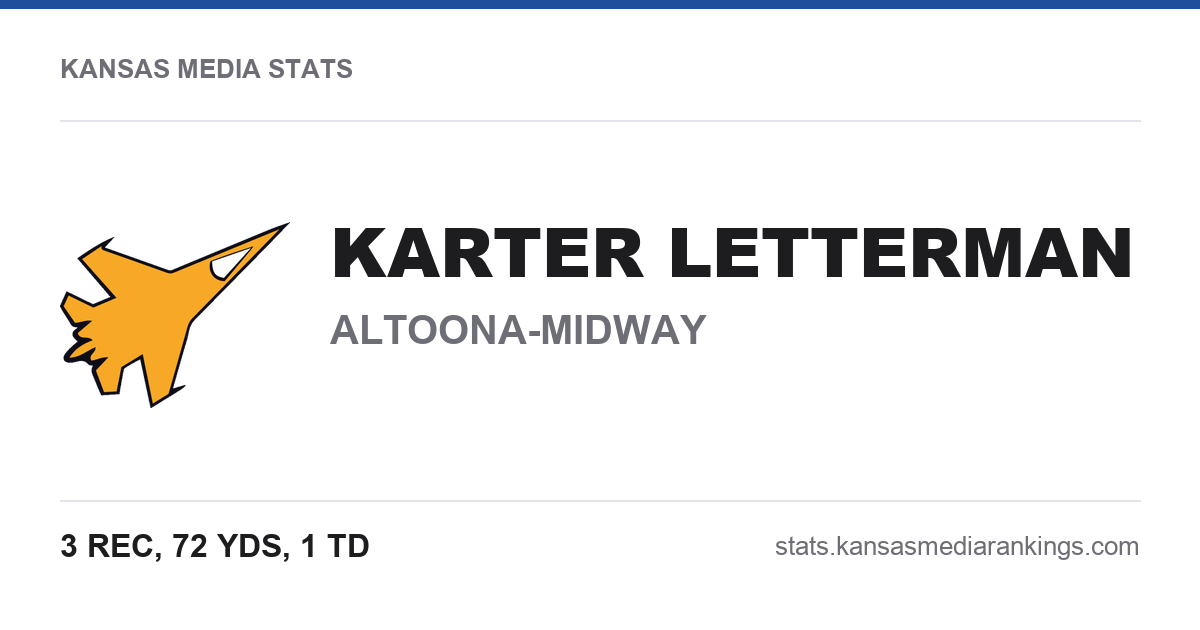 KANSAS MEDIA STATS
KARTER LETTERMAN
ALTOONA-MIDWAY
3 REC, 72 YDS, 1 TD
stats.kansasmediarankings.com